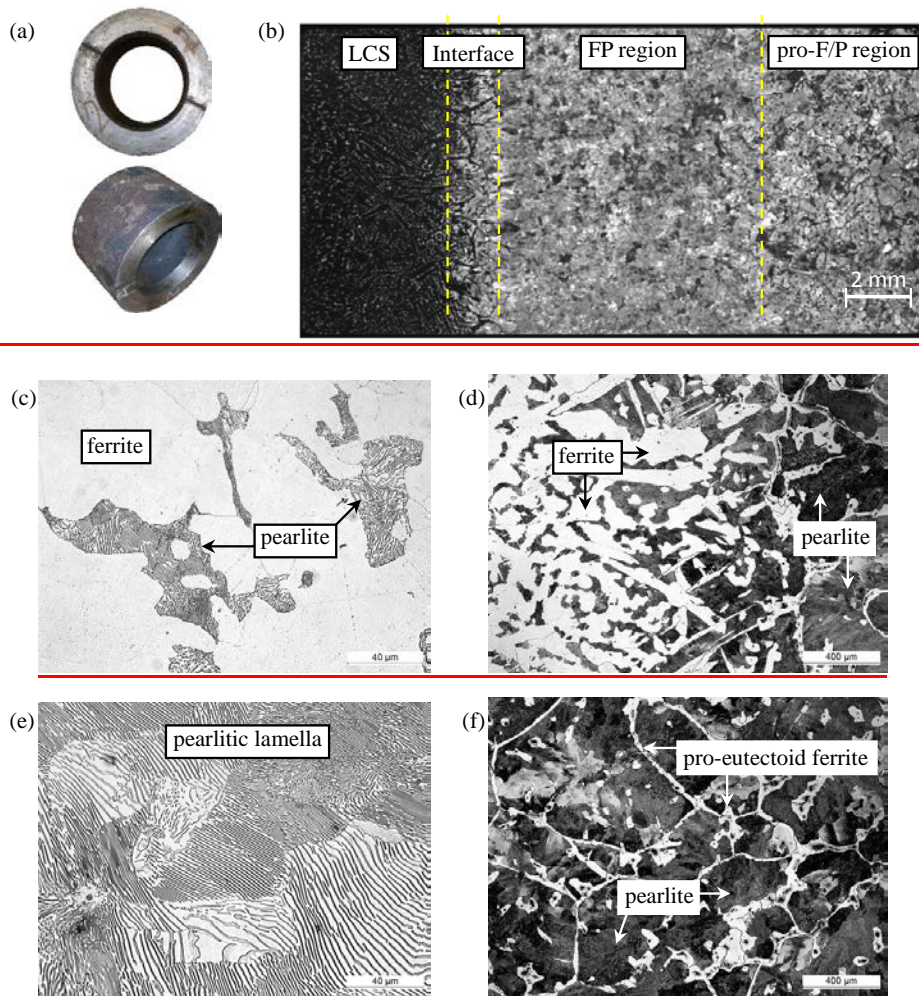 (a)
(b)
LCS
Interface
FP region
pro-F/P region
2 mm
(c)
ferrite
pearlite
40 µm
(d)
ferrite
pearlite
400 µm
(e)
pearlitic lamella
40 µm
(f)
pro-eutectoid ferrite
pearlite
400 µm